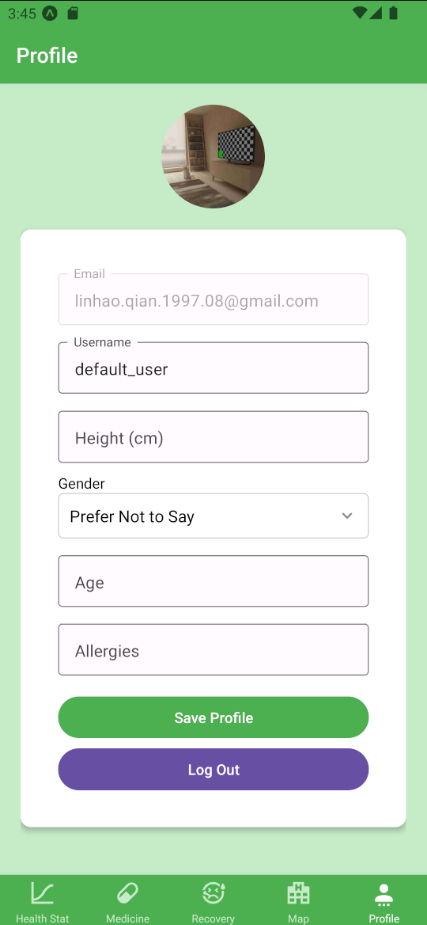 3:45
Profile
Email
linhao.qian.1997.08@gmail.com
Username
default_user
Height (cm)
Gender
Prefer Not to Say
Age
Allergies
Save Profile
Log Out
Health Stat Medicine Recovery Map Profile